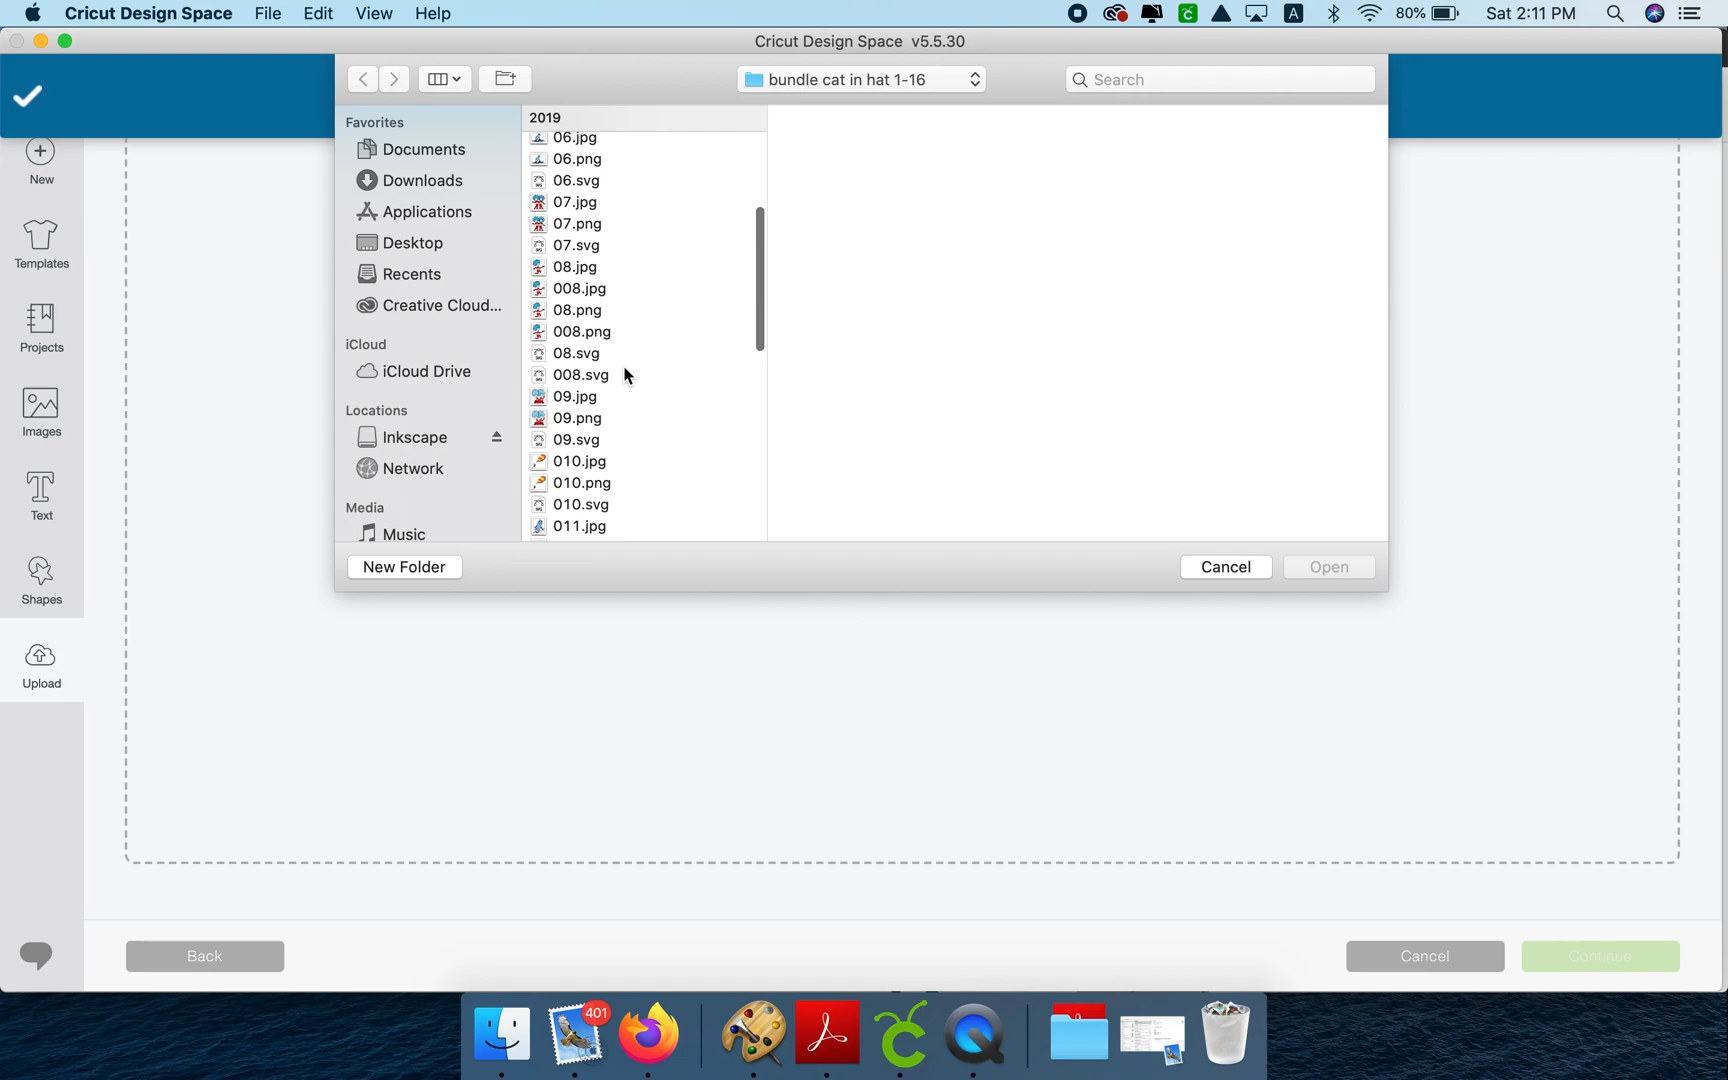 Cricut Design Space File Edit View Help A 80% Sat 2:11 PM
Cricut Design Space v5.5.30
bundle cat in hat 1-16
Search
New
Templates
Projects
Images
Text
Shapes
Upload
Favorites
Documents
Downloads
Applications
Desktop
Recents
Creative Cloud...
iCloud
iCloud Drive
Locations
Inkscape
Network
Media
Music
2019
06.jpg
06.png
06.svg
07.jpg
07.png
07.svg
08.jpg
008.jpg
08.png
008.png
08.svg
008.svg
09.jpg
09.png
09.svg
010.jpg
010.png
010.svg
011.jpg
New Folder
Cancel
Open
Back
Cancel
Continue
401